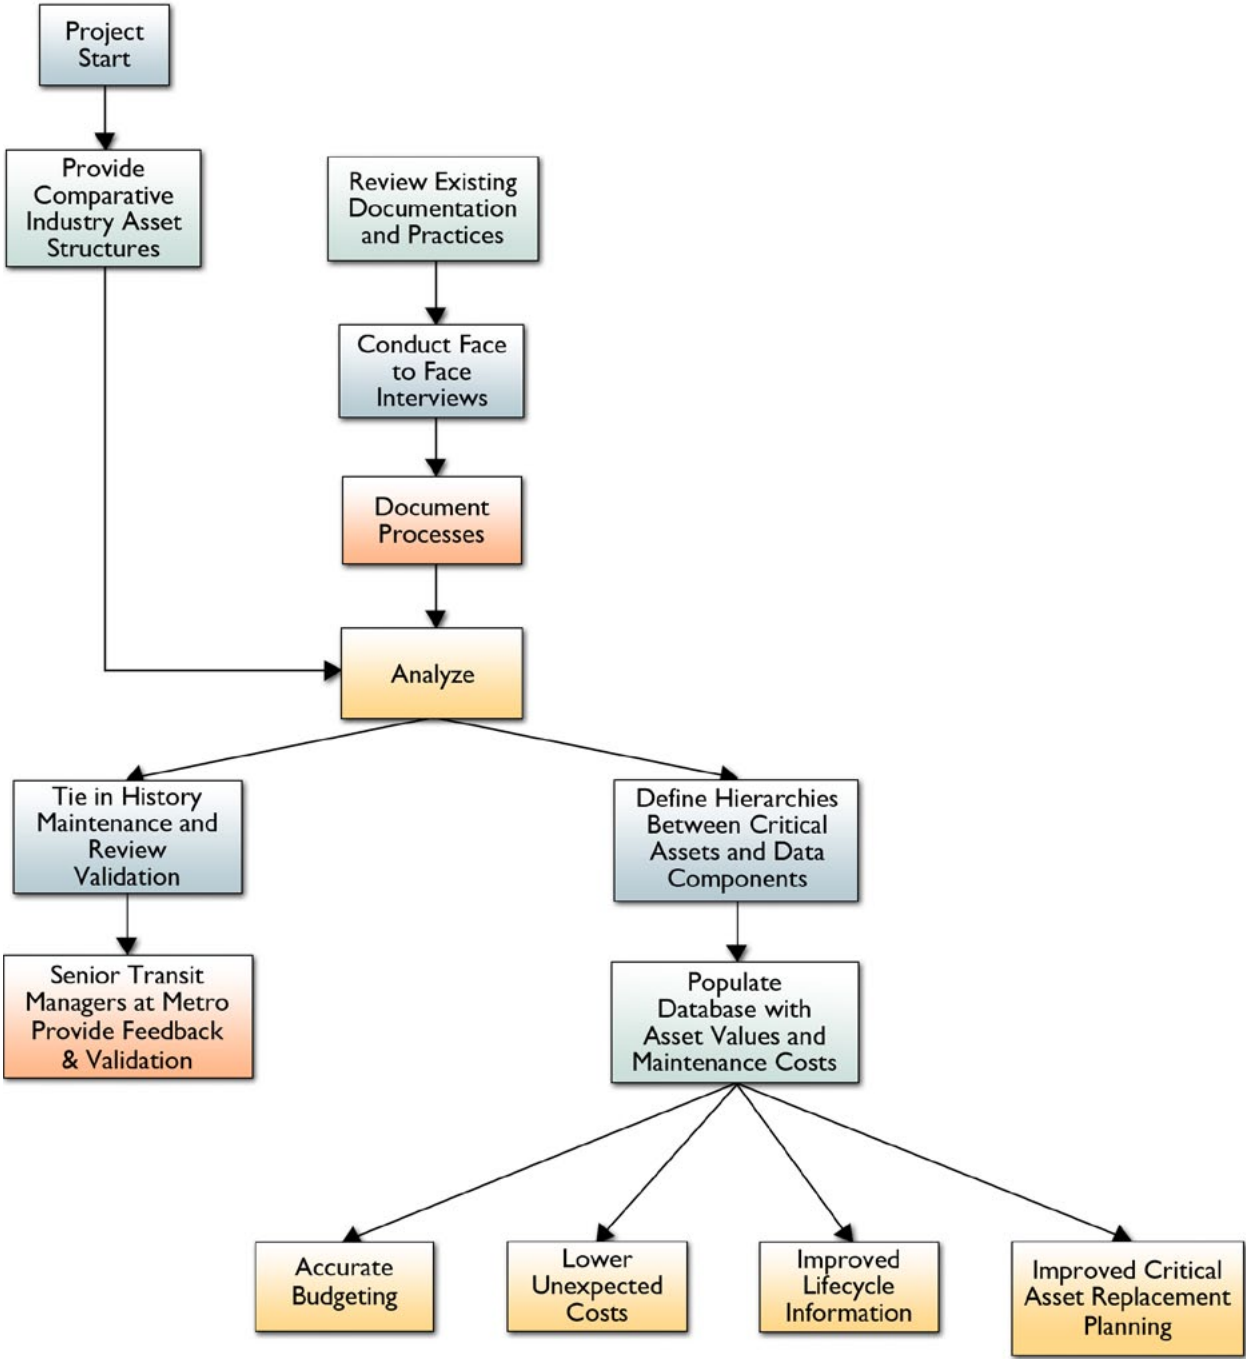 Project
Start
Provide
Comparative
Industry Asset
Structures
Review Existing
Documentation
and Practices
Conduct Face
to Face
Interviews
Document
Processes
Analyze
Tie in History
Maintenance and
Review
Validation
Define Hierarchies
Between Critical
Assets and Data
Components
Senior Transit
Managers at Metro
Provide Feedback
& Validation
Populate
Database with
Asset Values and
Maintenance Costs
Accurate
Budgeting
Lower
Unexpected
Costs
Improved
Lifecycle
Information
Improved Critical
Asset Replacement
Planning